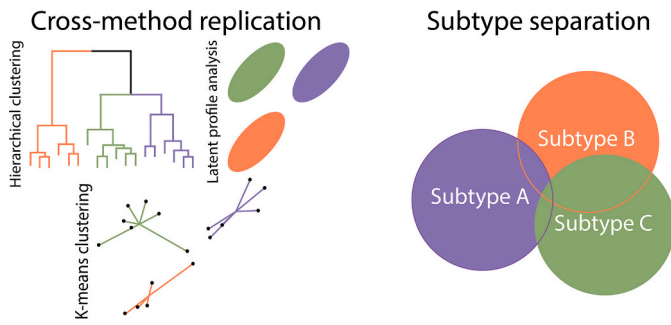 Cross-method replication
Subtype separation
Hierarchical clustering
Latent profile analysis
K-means clustering
Subtype A
Subtype B
Subtype C